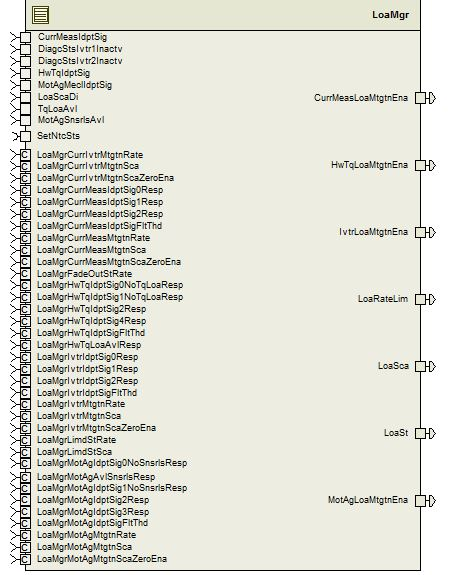 LoaMgr
CurrMeasIdptSig
DiagcStsIvtr1Inactv
DiagcStsIvtr2Inactv
HwTqIdptSig
MotAgMeclIdptSig
LoaScaDi
TqLoaAvl
MotAgSnsrIsAvl
SetNtcSts
C LoaMgrCurrIvtrMtgtnRate
C LoaMgrCurrIvtrMtgtnSca
C LoaMgrCurrIvtrMtgtnScaZeroEna
C LoaMgrCurrMeasIdptSig0Resp
C LoaMgrCurrMeasIdptSig1Resp
C LoaMgrCurrMeasIdptSig2Resp
C LoaMgrCurrMeasIdptSigFltThd
C LoaMgrCurrMeasMtgtnRate
C LoaMgrCurrMeasMtgtnSca
C LoaMgrCurrMeasMtgtnScaZeroEna
C LoaMgrFadeOutStRate
C LoaMgrHwTqIdptSig0NoTqLoaResp
C LoaMgrHwTqIdptSig1NoTqLoaResp
C LoaMgrHwTqIdptSig2Resp
C LoaMgrHwTqIdptSig4Resp
C LoaMgrHwTqIdptSigFltThd
C LoaMgrHwTqLoaAvlResp
C LoaMgrIvtrIdptSig0Resp
C LoaMgrIvtrIdptSig1Resp
C LoaMgrIvtrIdptSig2Resp
C LoaMgrIvtrIdptSigFltThd
C LoaMgrIvtrMtgtnRate
C LoaMgrIvtrMtgtnSca
C LoaMgrIvtrMtgtnScaZeroEna
C LoaMgrLimdStRate
C LoaMgrLimdStSca
C LoaMgrMotAgIdptSig0NoSnsrlsResp
C LoaMgrMotAgAvlSnsrlsResp
C LoaMgrMotAgIdptSig1NoSnsrlsResp
C LoaMgrMotAgIdptSig2Resp
C LoaMgrMotAgIdptSig3Resp
C LoaMgrMotAgIdptSigFltThd
C LoaMgrMotAgMtgtnRate
C LoaMgrMotAgMtgtnSca
C LoaMgrMotAgMtgtnScaZeroEna
CurrMeasLoaMtgtnEna
HwTqLoaMtgtnEna
IvtrLoaMtgtnEna
LoaRateLim
LoaSca
LoaSt
MotAgLoaMtgtnEna